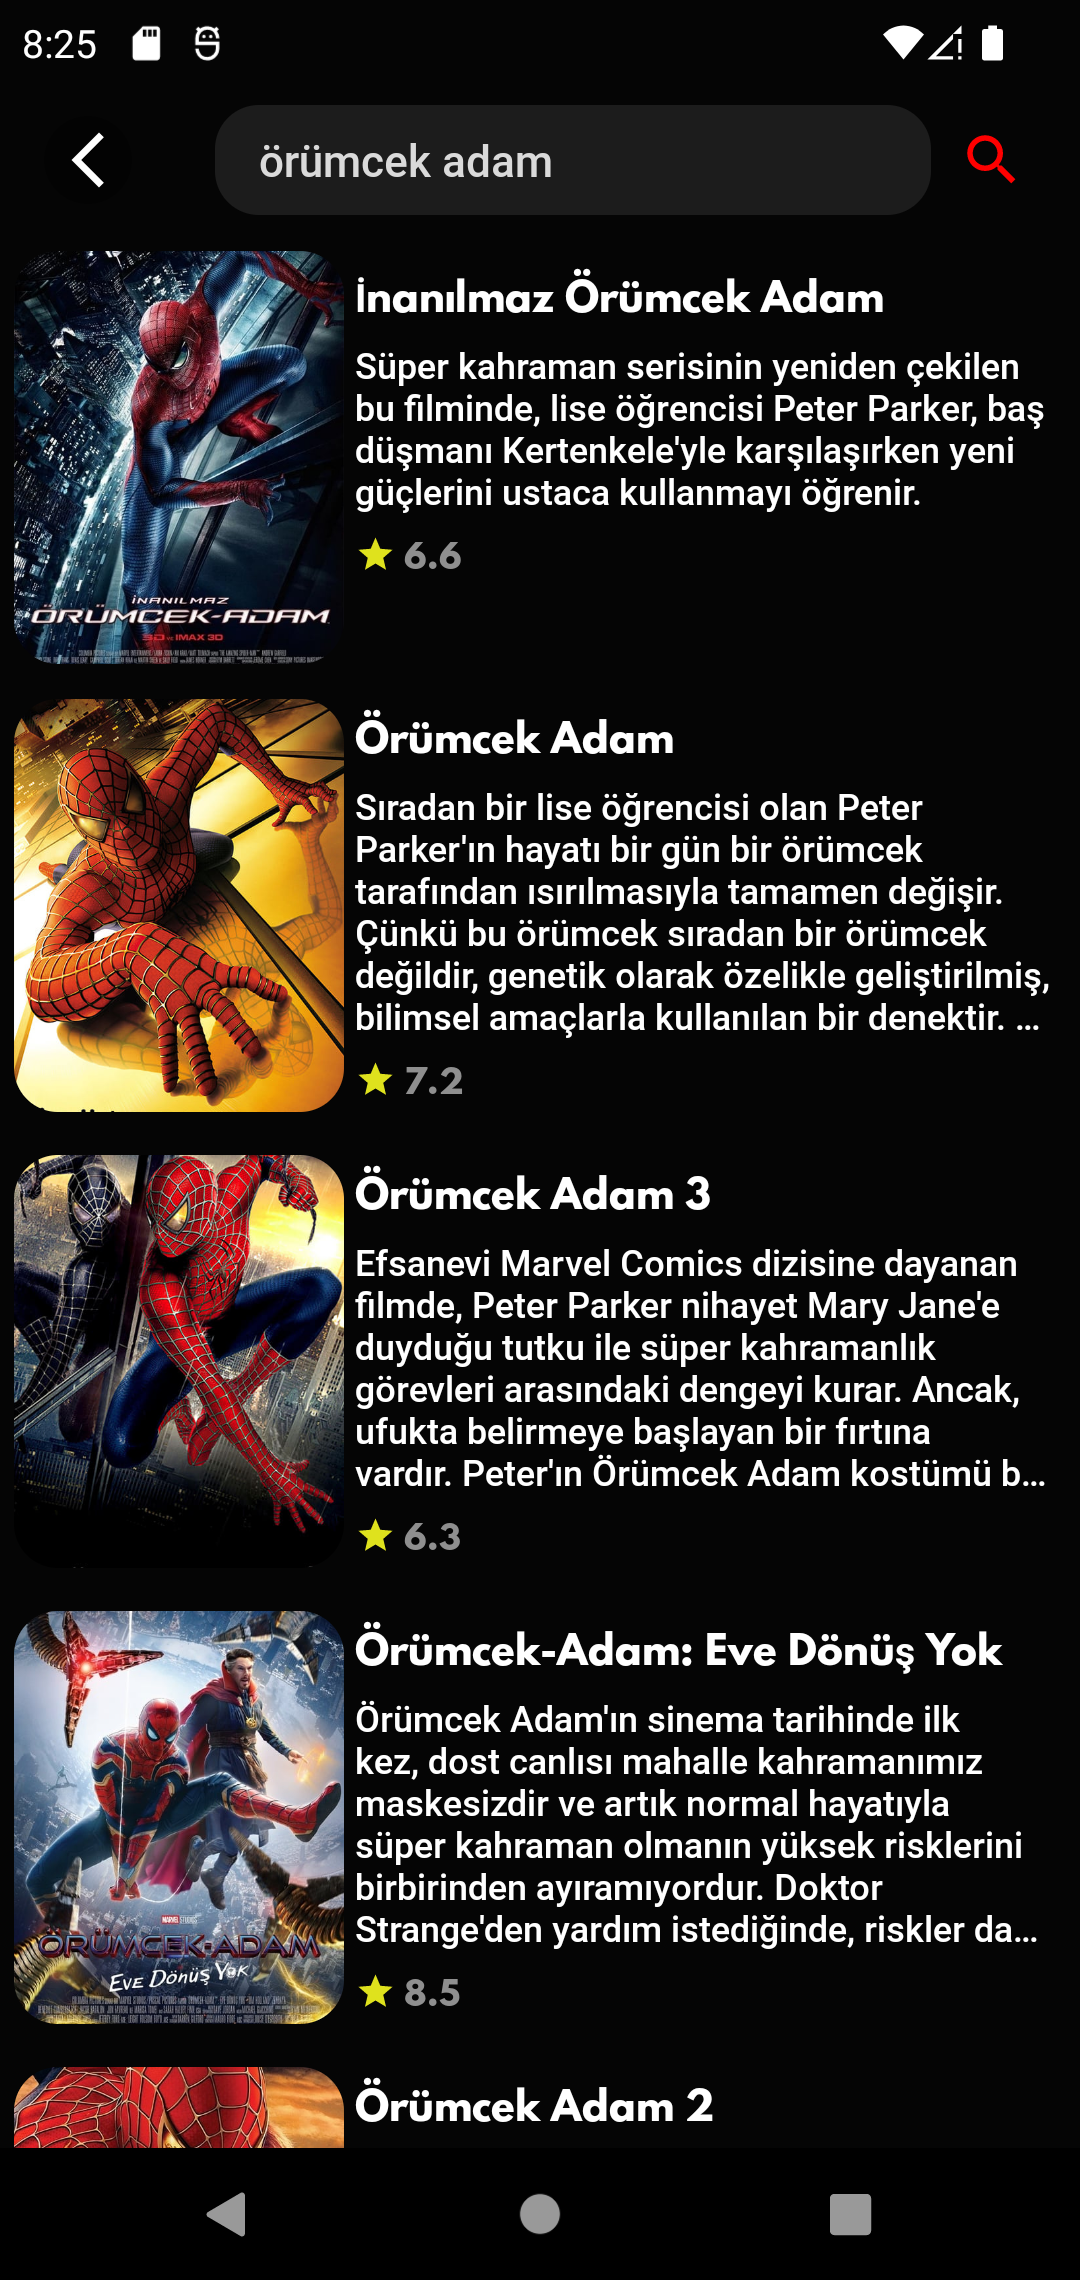 8:25
örümcek adam
İnanılmaz Örümcek Adam
Süper kahraman serisinin yeniden çekilen
bu filminde, lise öğrencisi Peter Parker, baş
düşmanı Kertenkele'yle karşılaşırken yeni
güçlerini ustaca kullanmayı öğrenir.
6.6
İNANILMAZ
ÖRÜMCEK-ADAM
IMAX 3D
Örümcek Adam
Sıradan bir lise öğrencisi olan Peter
Parker'ın hayatı bir gün bir örümcek
tarafından ısırılmasıyla tamamen değişir.
Çünkü bu örümcek sıradan bir örümcek
değildir, genetik olarak özelikle geliştirilmiş,
bilimsel amaçlarla kullanılan bir denektir. ...
7.2
Örümcek Adam 3
Efsanevi Marvel Comics dizisine dayanan
filmde, Peter Parker nihayet Mary Jane'e
duyduğu tutku ile süper kahramanlık
görevleri arasındaki dengeyi kurar. Ancak,
ufukta belirmeye başlayan bir fırtına
vardır. Peter'ın Örümcek Adam kostümü b...
6.3
Örümcek-Adam: Eve Dönüş Yok
Örümcek Adam'ın sinema tarihinde ilk
kez, dost canlısı mahalle kahramanımız
maskesizdir ve artık normal hayatıyla
süper kahraman olmanın yüksek risklerini
birbirinden ayıramıyordur. Doktor
Strange'den yardım istediğinde, riskler da...
8.5
MARVEL STUDIOS
ÖRÜMCEK-ADAM
EVE DÖNÜŞ YOK
Örümcek Adam 2